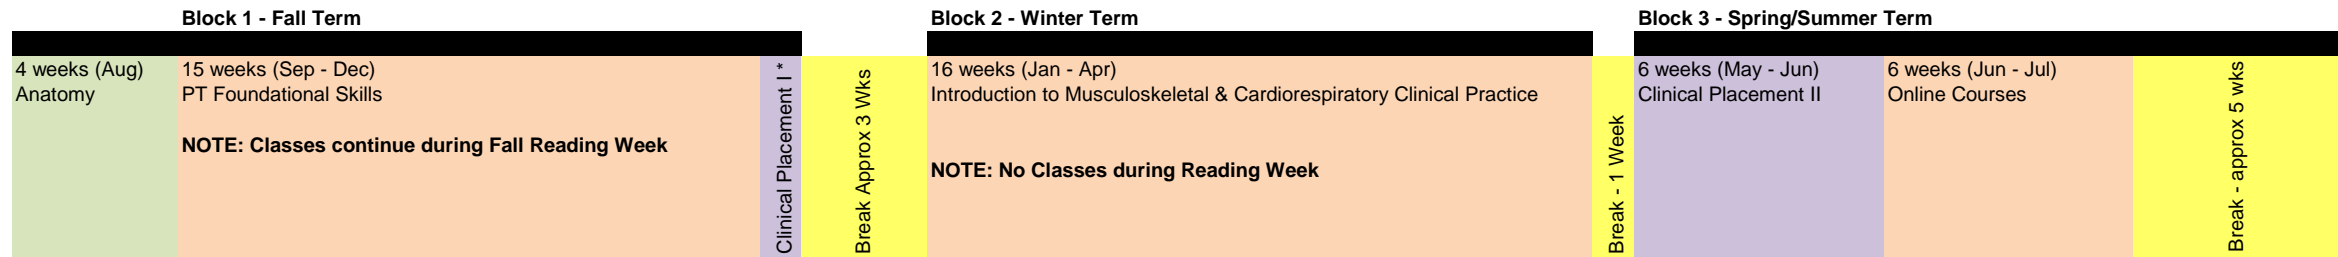 Block 1 - Fall Term
Block 2 - Winter Term
Block 3 - Spring/Summer Term
4 weeks (Aug)
Anatomy
15 weeks (Sep - Dec)
PT Foundational Skills
NOTE: Classes continue during Fall Reading Week
Clinical Placement I *
Break Approx 3 Wks
16 weeks (Jan - Apr)
Introduction to Musculoskeletal & Cardiorespiratory Clinical Practice
NOTE: No Classes during Reading Week
Break - 1 Week
6 weeks (May - Jun)
Clinical Placement II
6 weeks (Jun - Jul)
Online Courses
Break - approx 5 wks